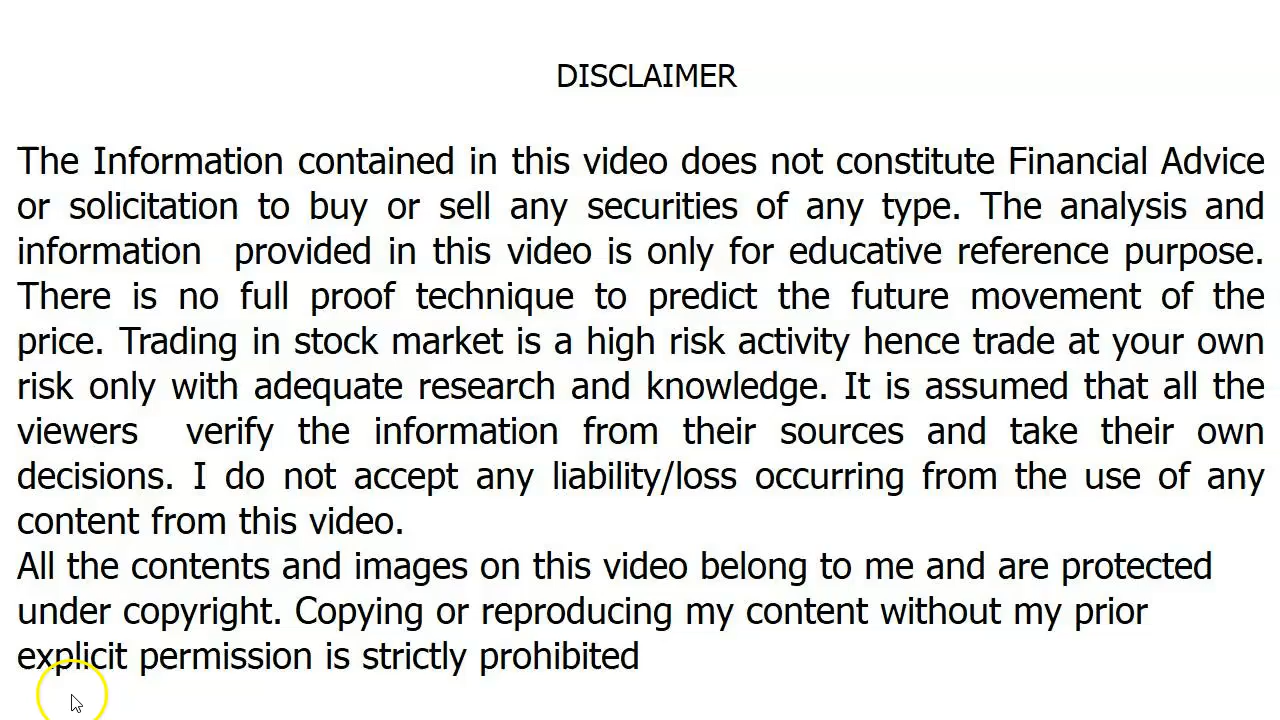 DISCLAIMER
The Information contained in this video does not constitute Financial Advice
or solicitation to buy or sell any securities of any type. The analysis and
information provided in this video is only for educative reference purpose.
There is no full proof technique to predict the future movement of the
price. Trading in stock market is a high risk activity hence trade at your own
risk only with adequate research and knowledge. It is assumed that all the
viewers verify the information from their sources and take their own
decisions. I do not accept any liability/loss occurring from the use of any
content from this video.
All the contents and images on this video belong to me and are protected
under copyright. Copying or reproducing my content without my prior
explicit permission is strictly prohibited